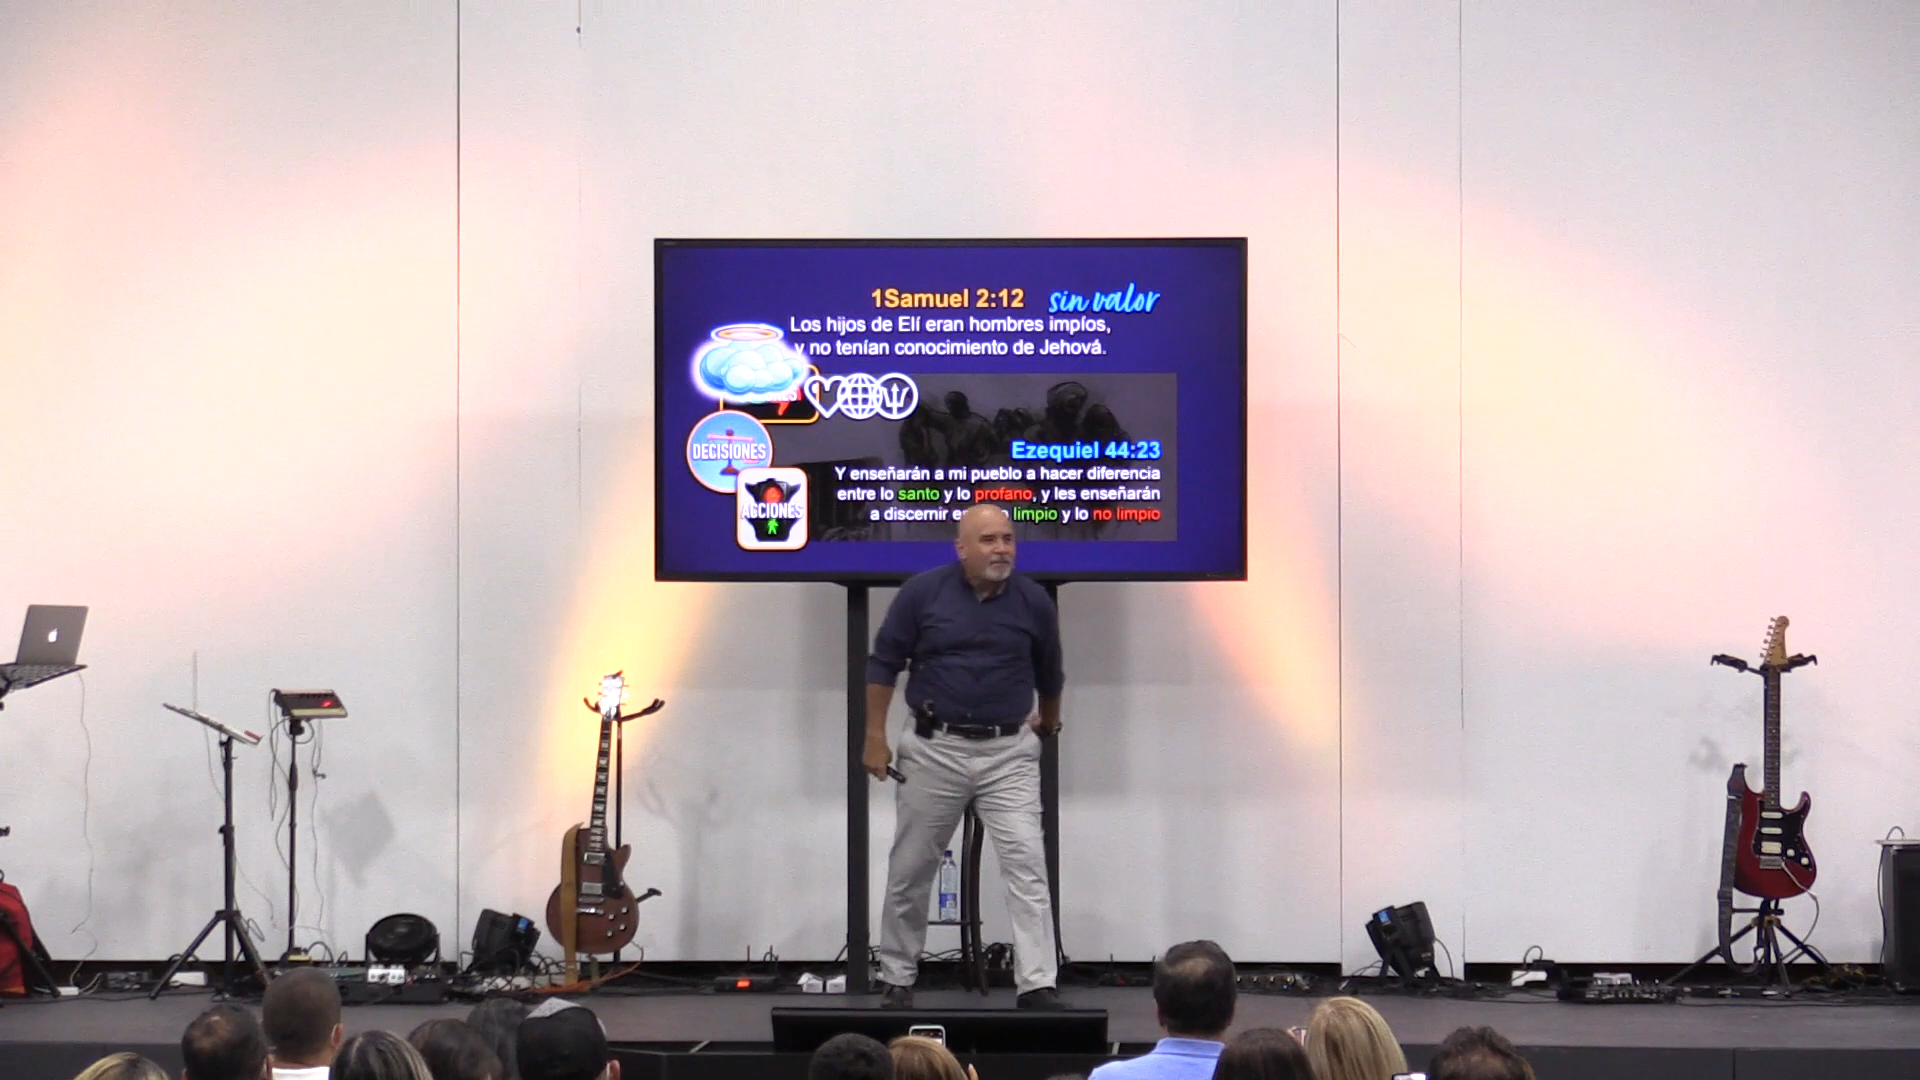 1Samuel 2:12 sin valor
Los hijos de Elí eran hombres impíos,
y no tenían conocimiento de Jehová.
DECISIONES
ACCIONES
Ezequiel 44:23
Y enseñarán a mi pueblo a hacer diferencia
entre lo santo y lo profano, y les enseñarán
a discernir limpio y lo no limpio